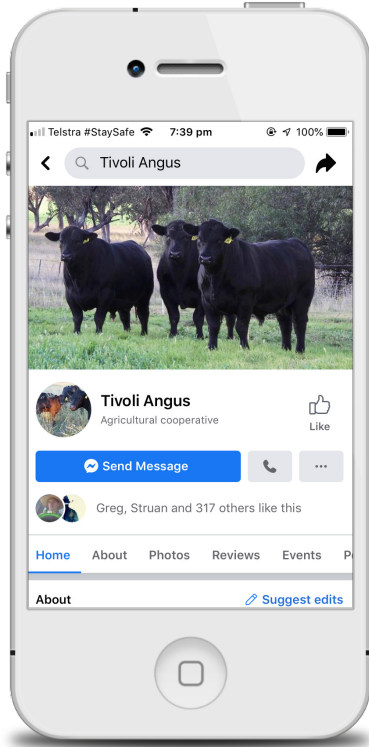 Telstra #StaySafe 7:39 pm 100%
Tivoli Angus
Tivoli Angus
Agricultural cooperative
Like
Send Message
Greg, Struan and 317 others like this
Home About Photos Reviews Events
About Suggest edits